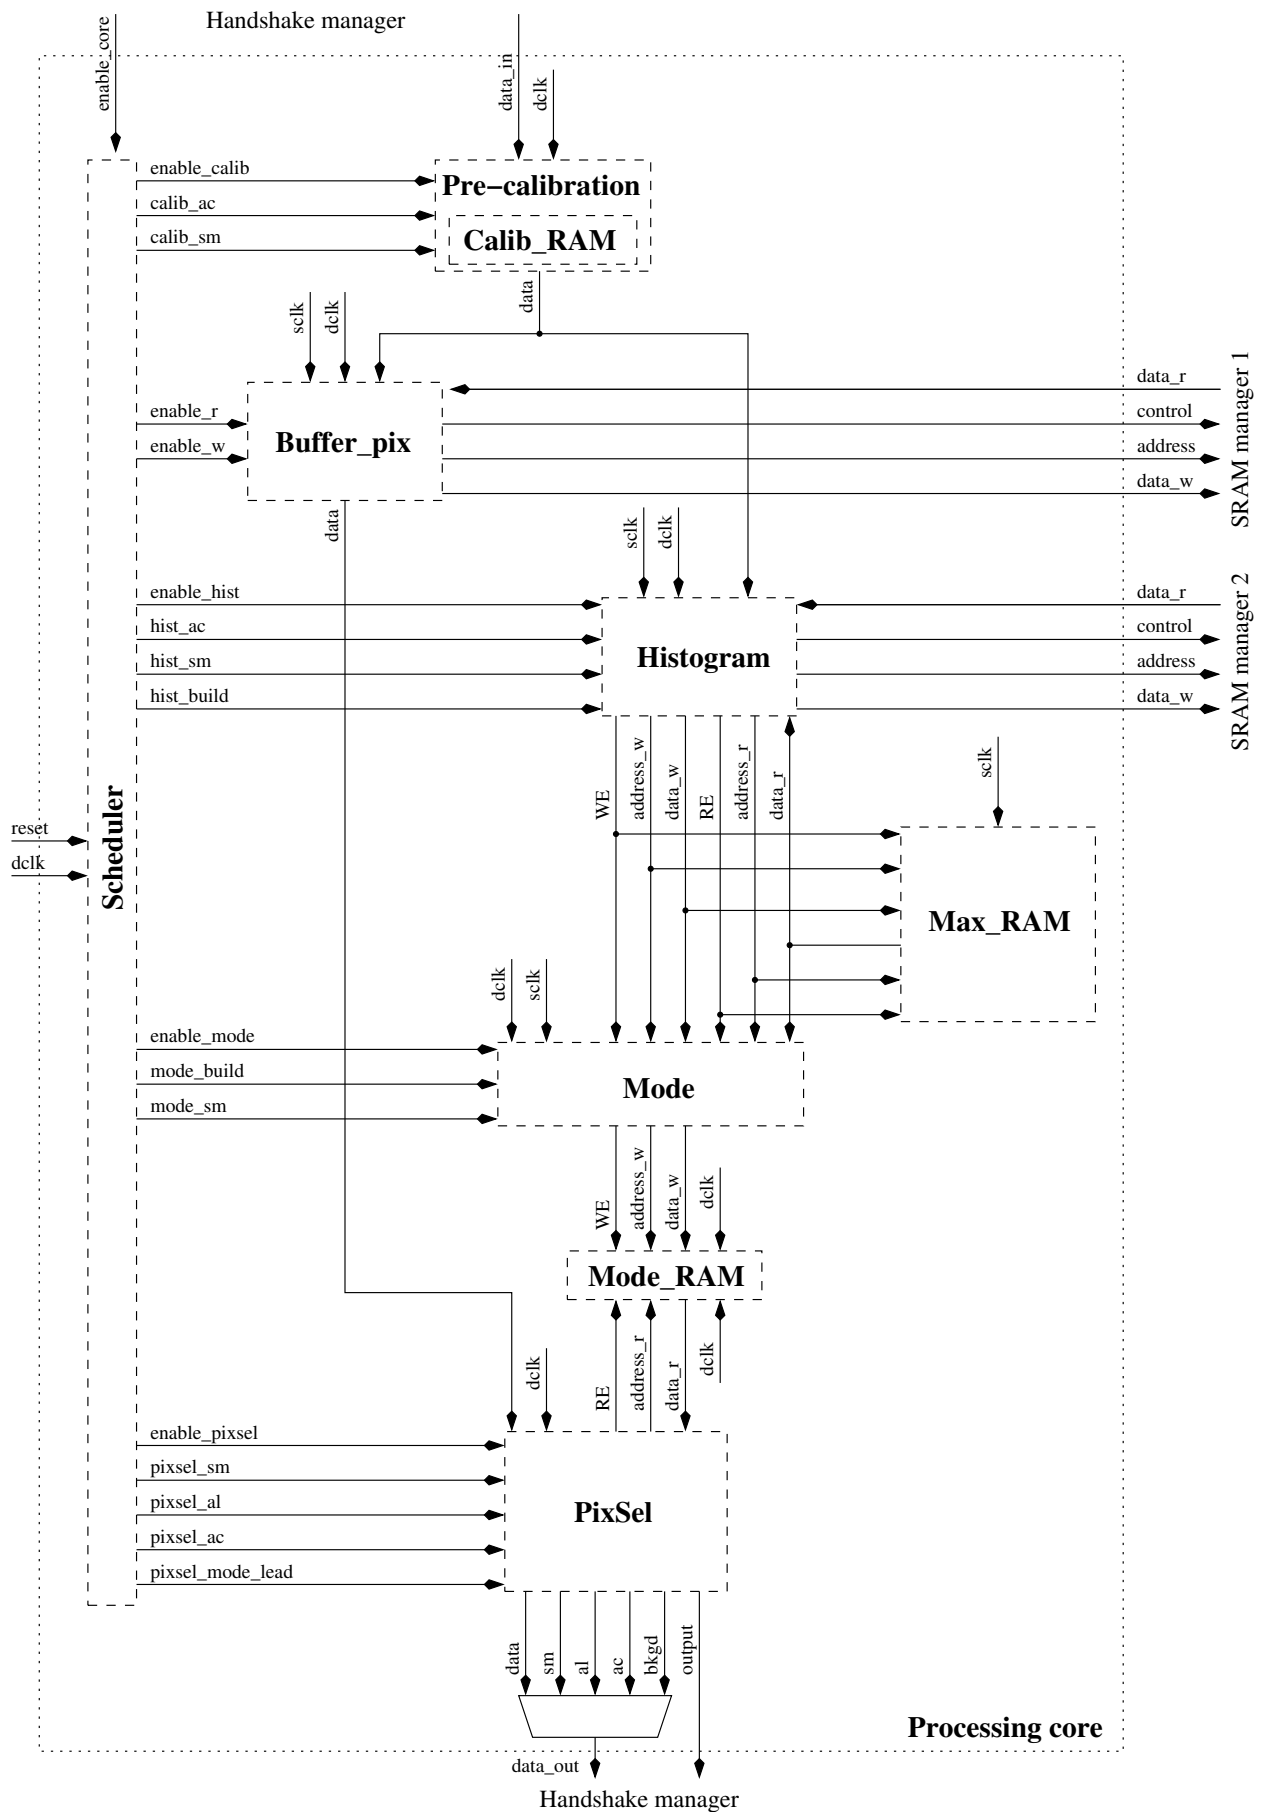 Handshake manager
enable_core
data_in
dclk
enable_calib
calib_ac
calib_sm
Pre−calibration
Calib_RAM
data
sclk
dclk
enable_r
enable_w
Buffer_pix
data_r
control
address
data_w
SRAM manager 1
data
sclk
dclk
enable_hist
hist_ac
hist_sm
hist_build
Histogram
data_r
control
address
data_w
SRAM manager 2
WE
address_w
data_w
RE
address_r
data_r
sclk
reset
dclk
Scheduler
Max_RAM
dclk
sclk
enable_mode
mode_build
mode_sm
Mode
WE
address_w
data_w
dclk
Mode_RAM
RE
address_r
data_r
dclk
dclk
enable_pixsel
pixsel_sm
pixsel_al
pixsel_ac
pixsel_mode_lead
PixSel
data
sm
al
ac
bkgd
output
Processing core
data_out
Handshake manager